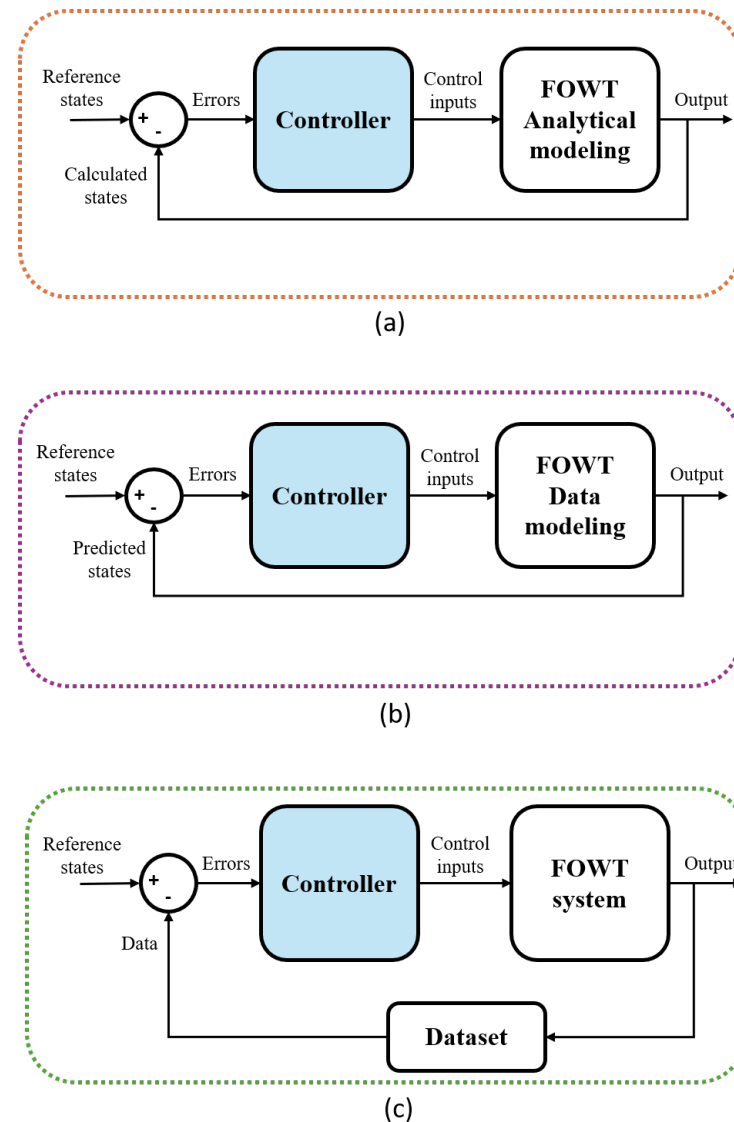 Reference
states
+
-
Errors
Controller
Control
inputs
FOWT
Analytical
modeling
Output
Calculated
states
(a)
Reference
states
+
-
Errors
Controller
Control
inputs
FOWT
Data
modeling
Output
Predicted
states
(b)
Reference
states
+
-
Errors
Controller
Control
inputs
FOWT
system
Output
Data
Dataset
(c)